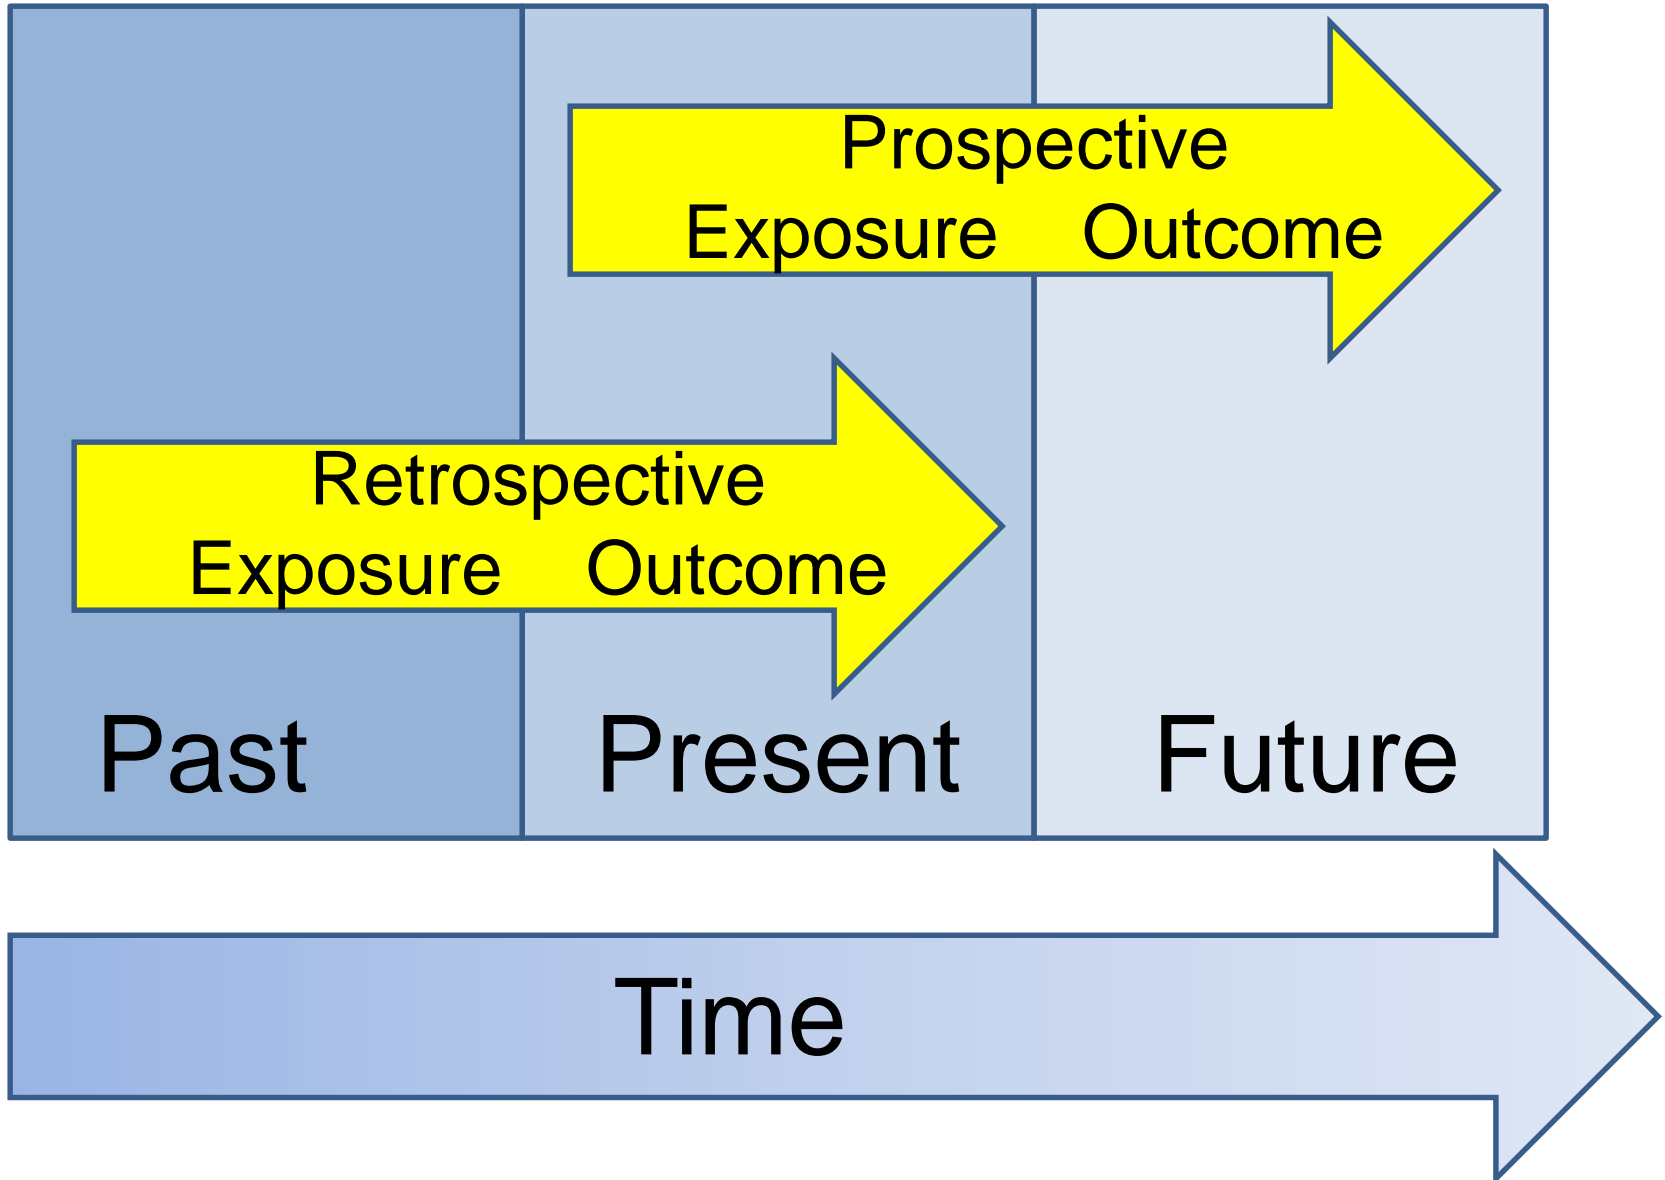 Prospective
Exposure Outcome
Retrospective
Exposure Outcome
Past Present Future
Time